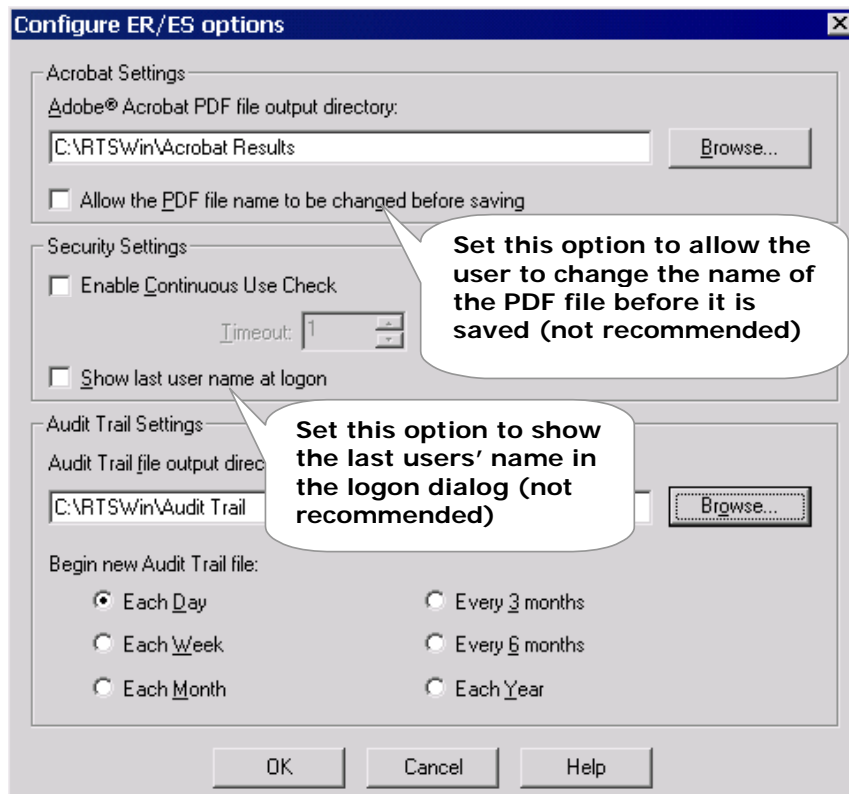 Configure ER/ES options
Acrobat Settings
Adobe® Acrobat PDF file output directory:
C:\RTSWin\Acrobat Results
Browse...
Allow the PDF file name to be changed before saving
Set this option to allow the
user to change the name of
the PDF file before it is
saved (not recommended)
Security Settings
Enable Continuous Use Check
Timeout: 1
Show last user name at logon
Set this option to show
the last users’ name in
the logon dialog (not
recommended)
Audit Trail Settings
Audit Trail file output direc
C:\RTSWin\Audit Trail
Browse...
Begin new Audit Trail file:
Each Day
Every 3 months
Each Week
Every 6 months
Each Month
Each Year
OK
Cancel
Help